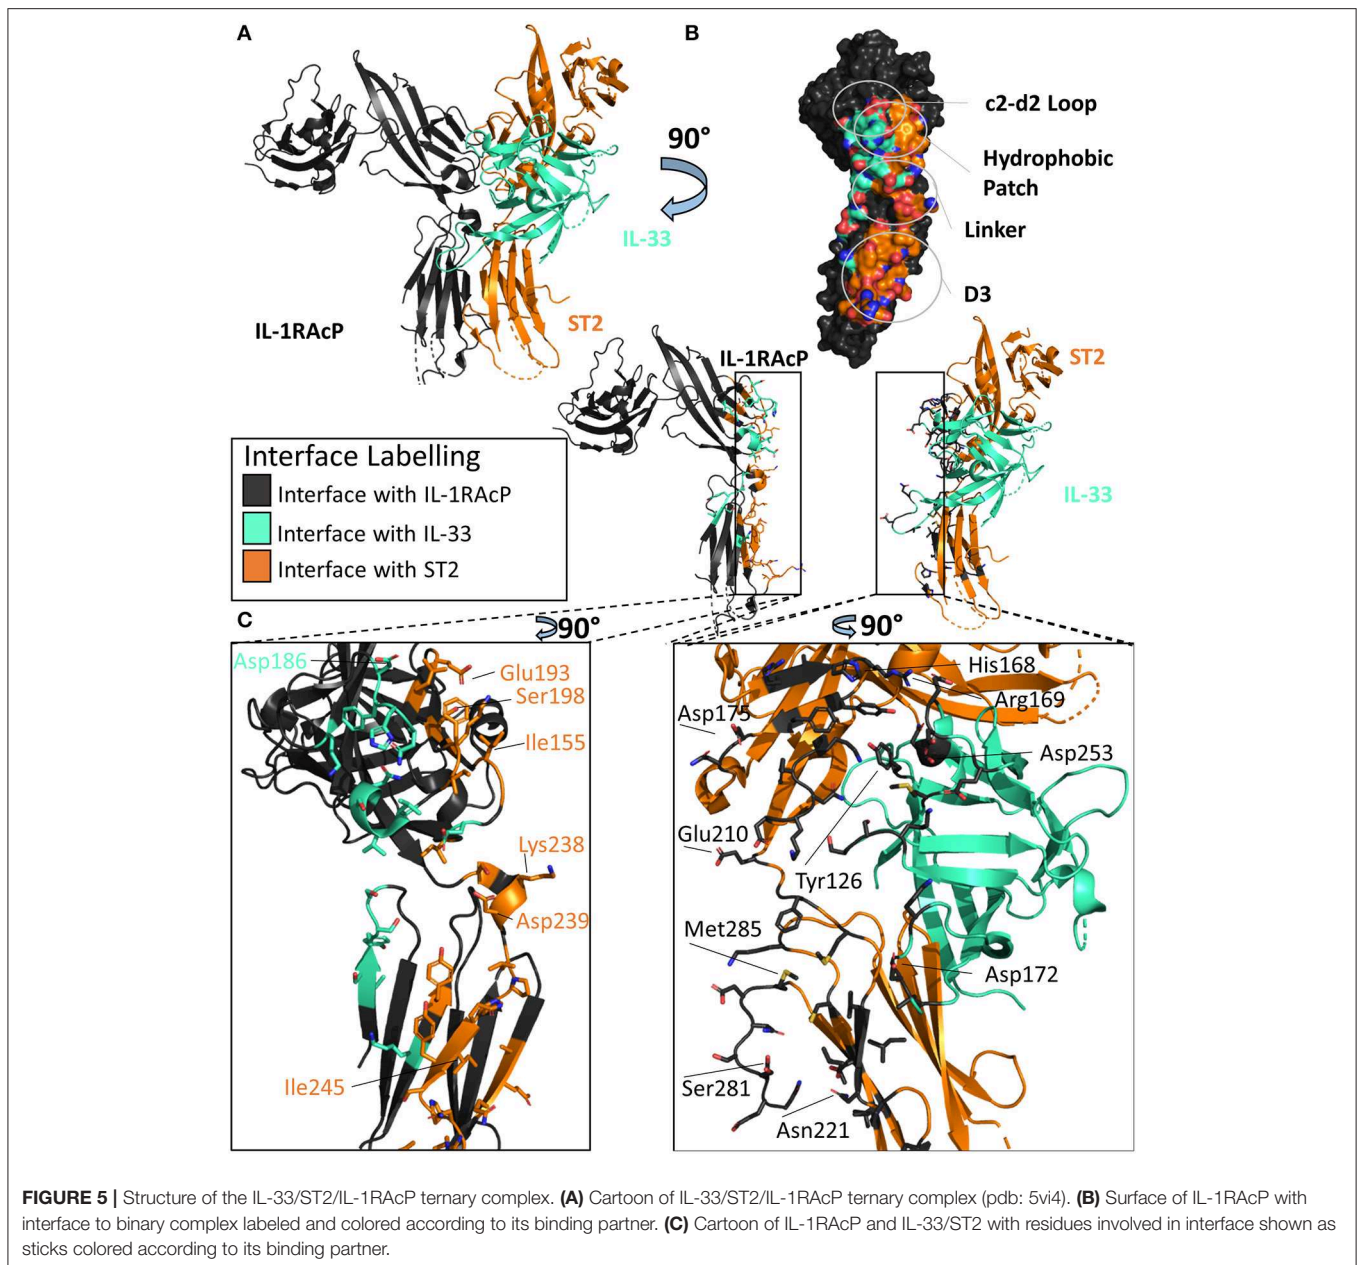 A
B
90°
c2-d2 Loop
Hydrophobic
Patch
Linker
D3
IL-33
IL-1RAcP
ST2
IL-1RAcP
ST2
IL-33
Interface Labelling
Interface with IL-1RAcP
Interface with IL-33
Interface with ST2
C
90°
90°
Asp186
Glu193
Ser198
Ile155
Lys238
Asp239
Ile245
His168
Arg169
Asp175
Asp253
Glu210
Tyr126
Met285
Asp172
Ser281
Asn221
FIGURE 5 | Structure of the IL-33/ST2/IL-1RAcP ternary complex. (A) Cartoon of IL-33/ST2/IL-1RAcP ternary complex (pdb: 5vi4). (B) Surface of IL-1RAcP with
interface to binary complex labeled and colored according to its binding partner. (C) Cartoon of IL-1RAcP and IL-33/ST2 with residues involved in interface shown as
sticks colored according to its binding partner.